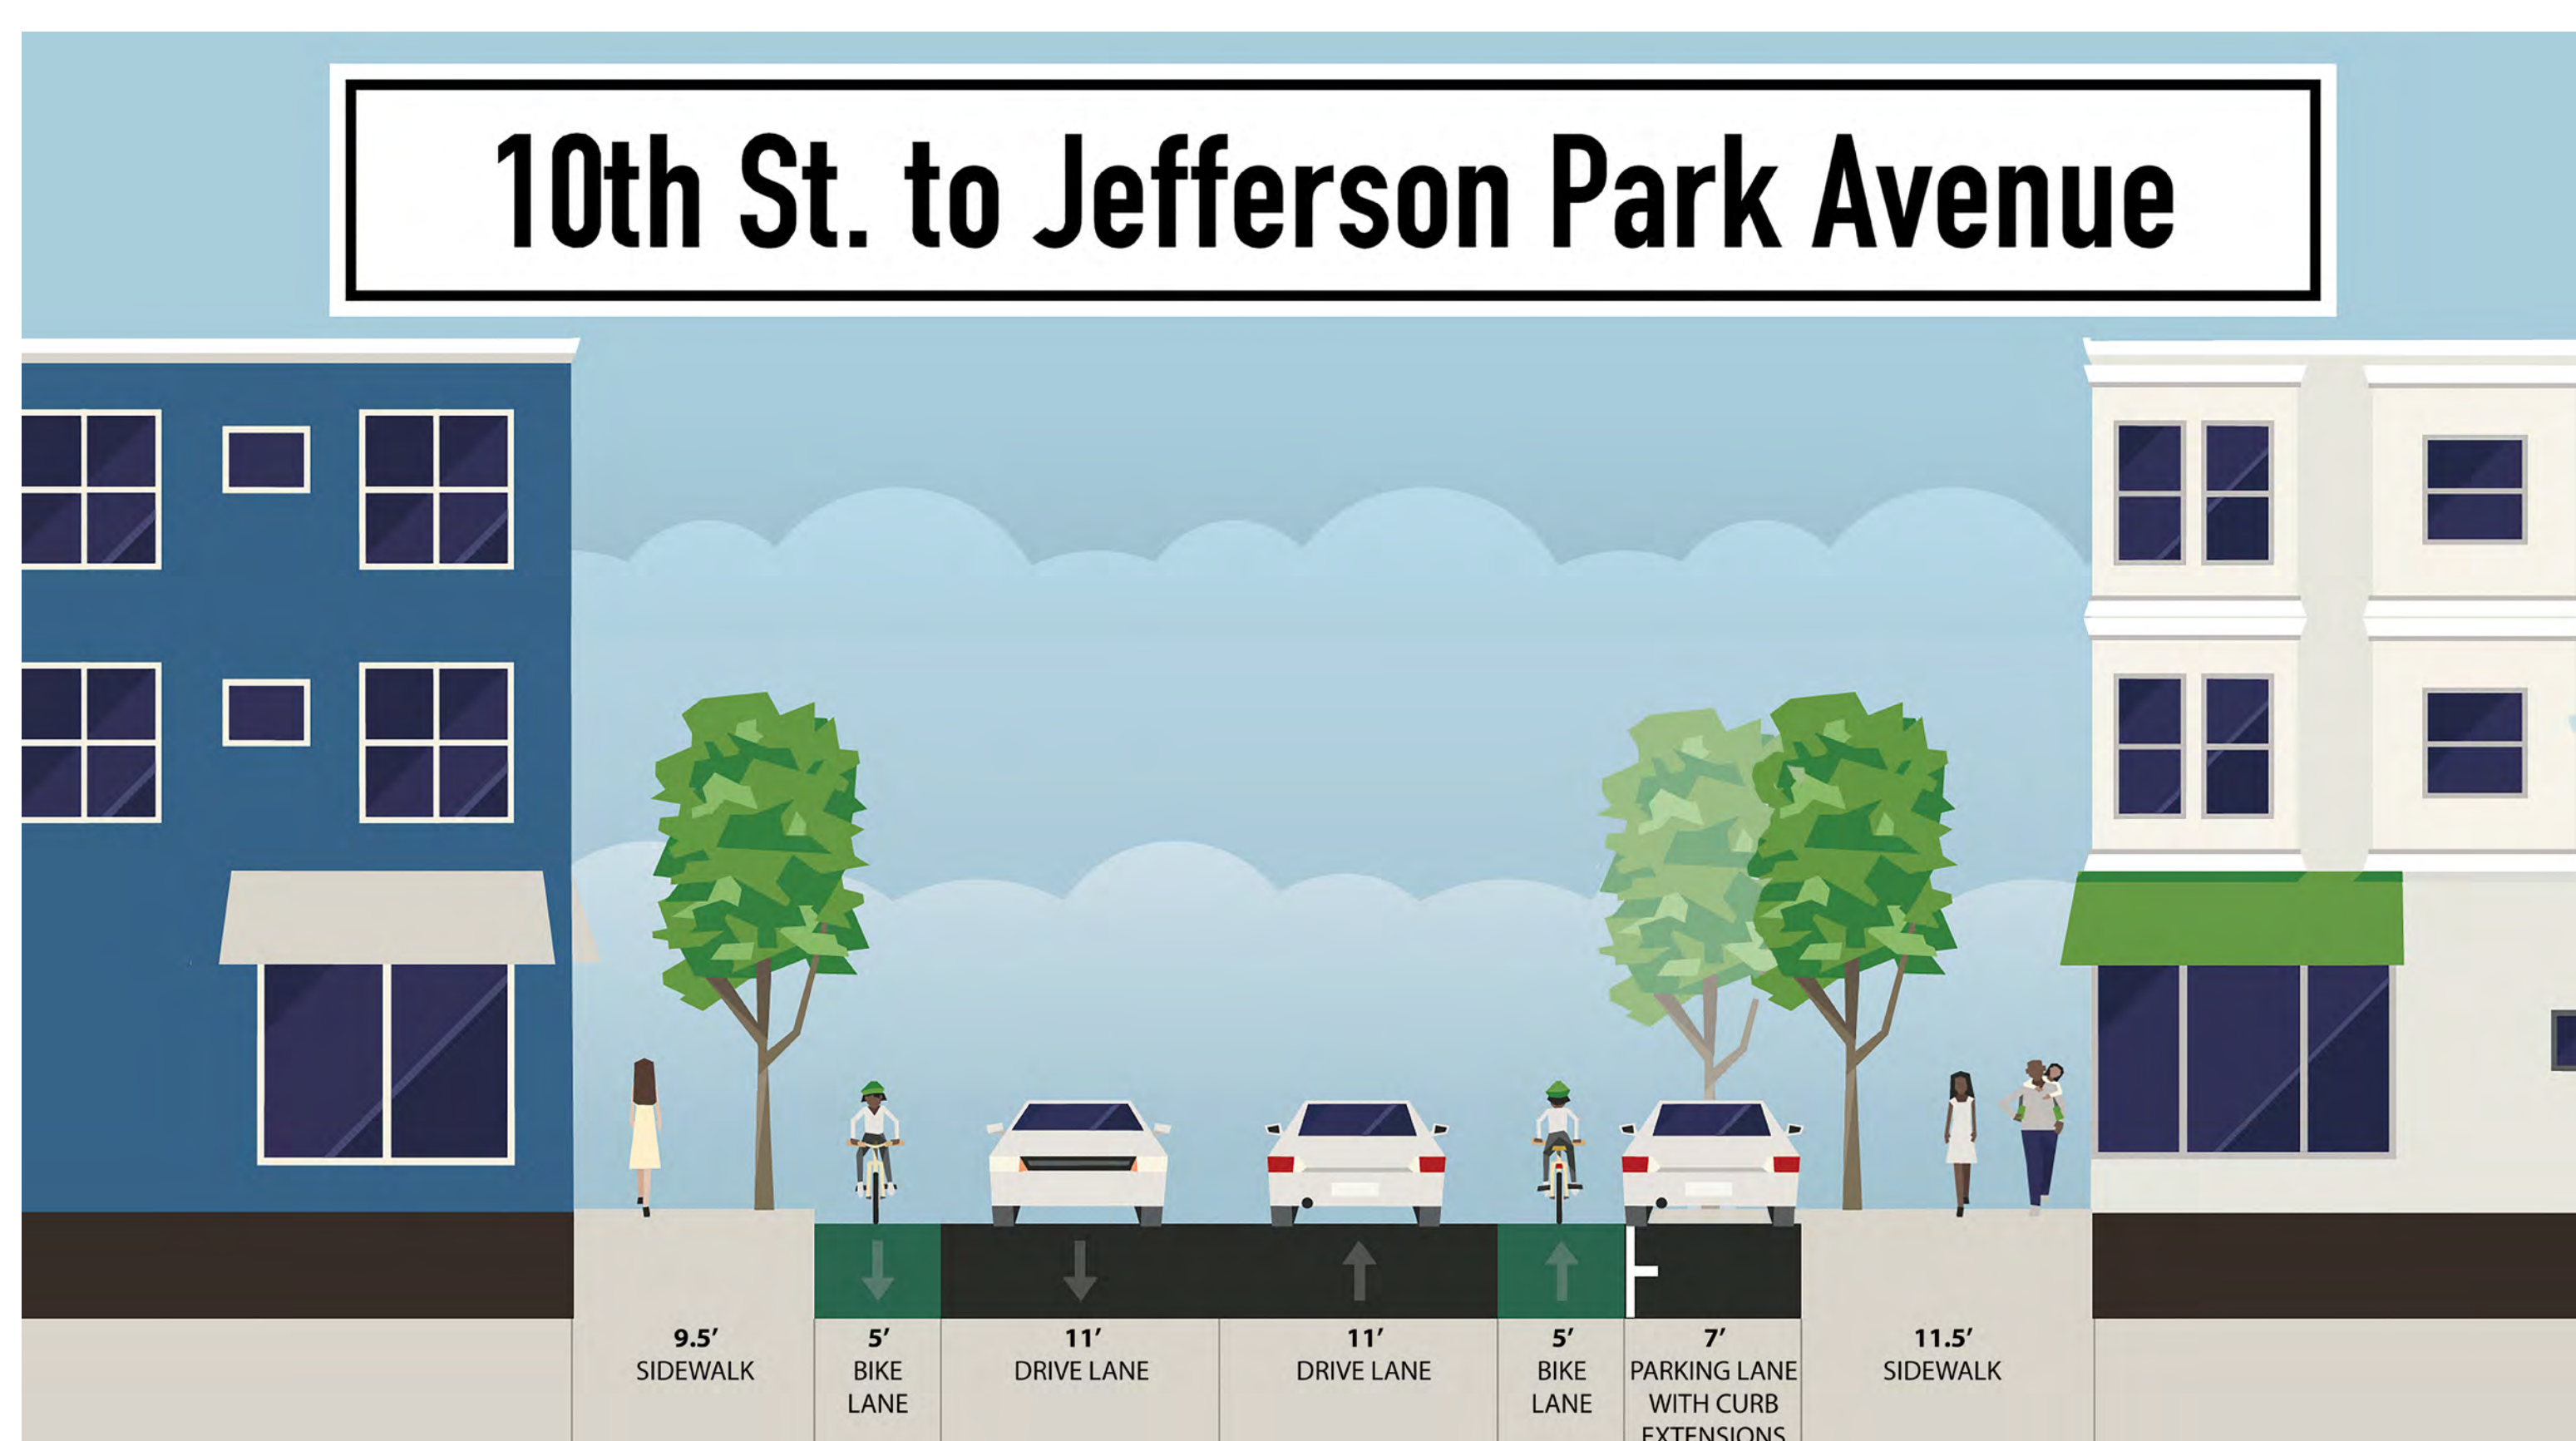 10th St. to Jefferson Park Avenue
9.5′
SIDEWALK
5′
BIKE
LANE
11′
DRIVE LANE
11′
DRIVE LANE
5′
BIKE
LANE
7′
PARKING LANE
WITH CURB
EXTENSIONS
11.5′
SIDEWALK